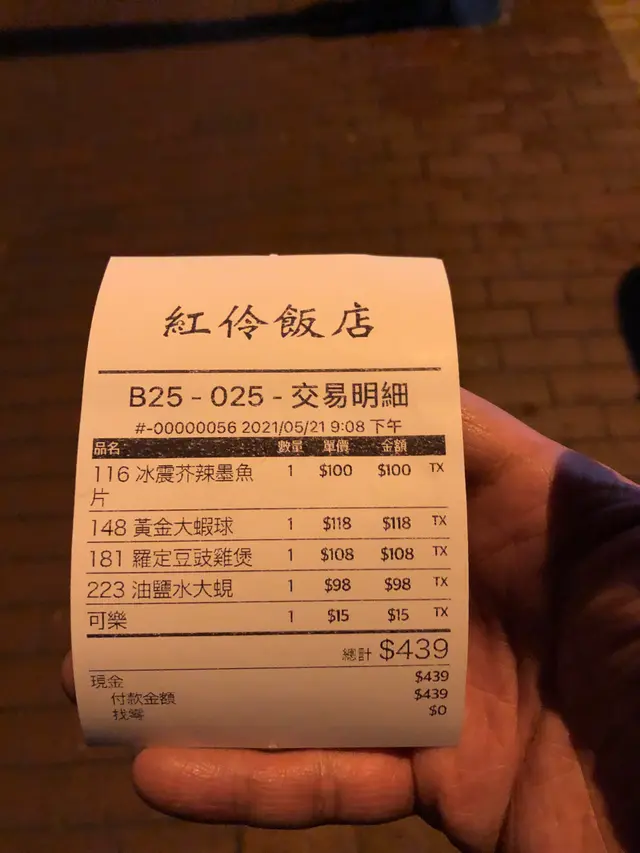 紅伶飯店
B25 - 025 - 交易明細
#-00000056 2021/05/21 9:08 下午
品名 數量 單價 金額
116 冰震芥辣墨魚 1 $100 $100 TX
片
148 黃金大蝦球 1 $118 $118 TX
181 羅定豆豉雞煲 1 $108 $108 TX
223 油鹽水大蜆 1 $98 $98 TX
可樂 1 $15 $15 TX
總計 $439
現金 $439
付款金額 $439
找零 $0